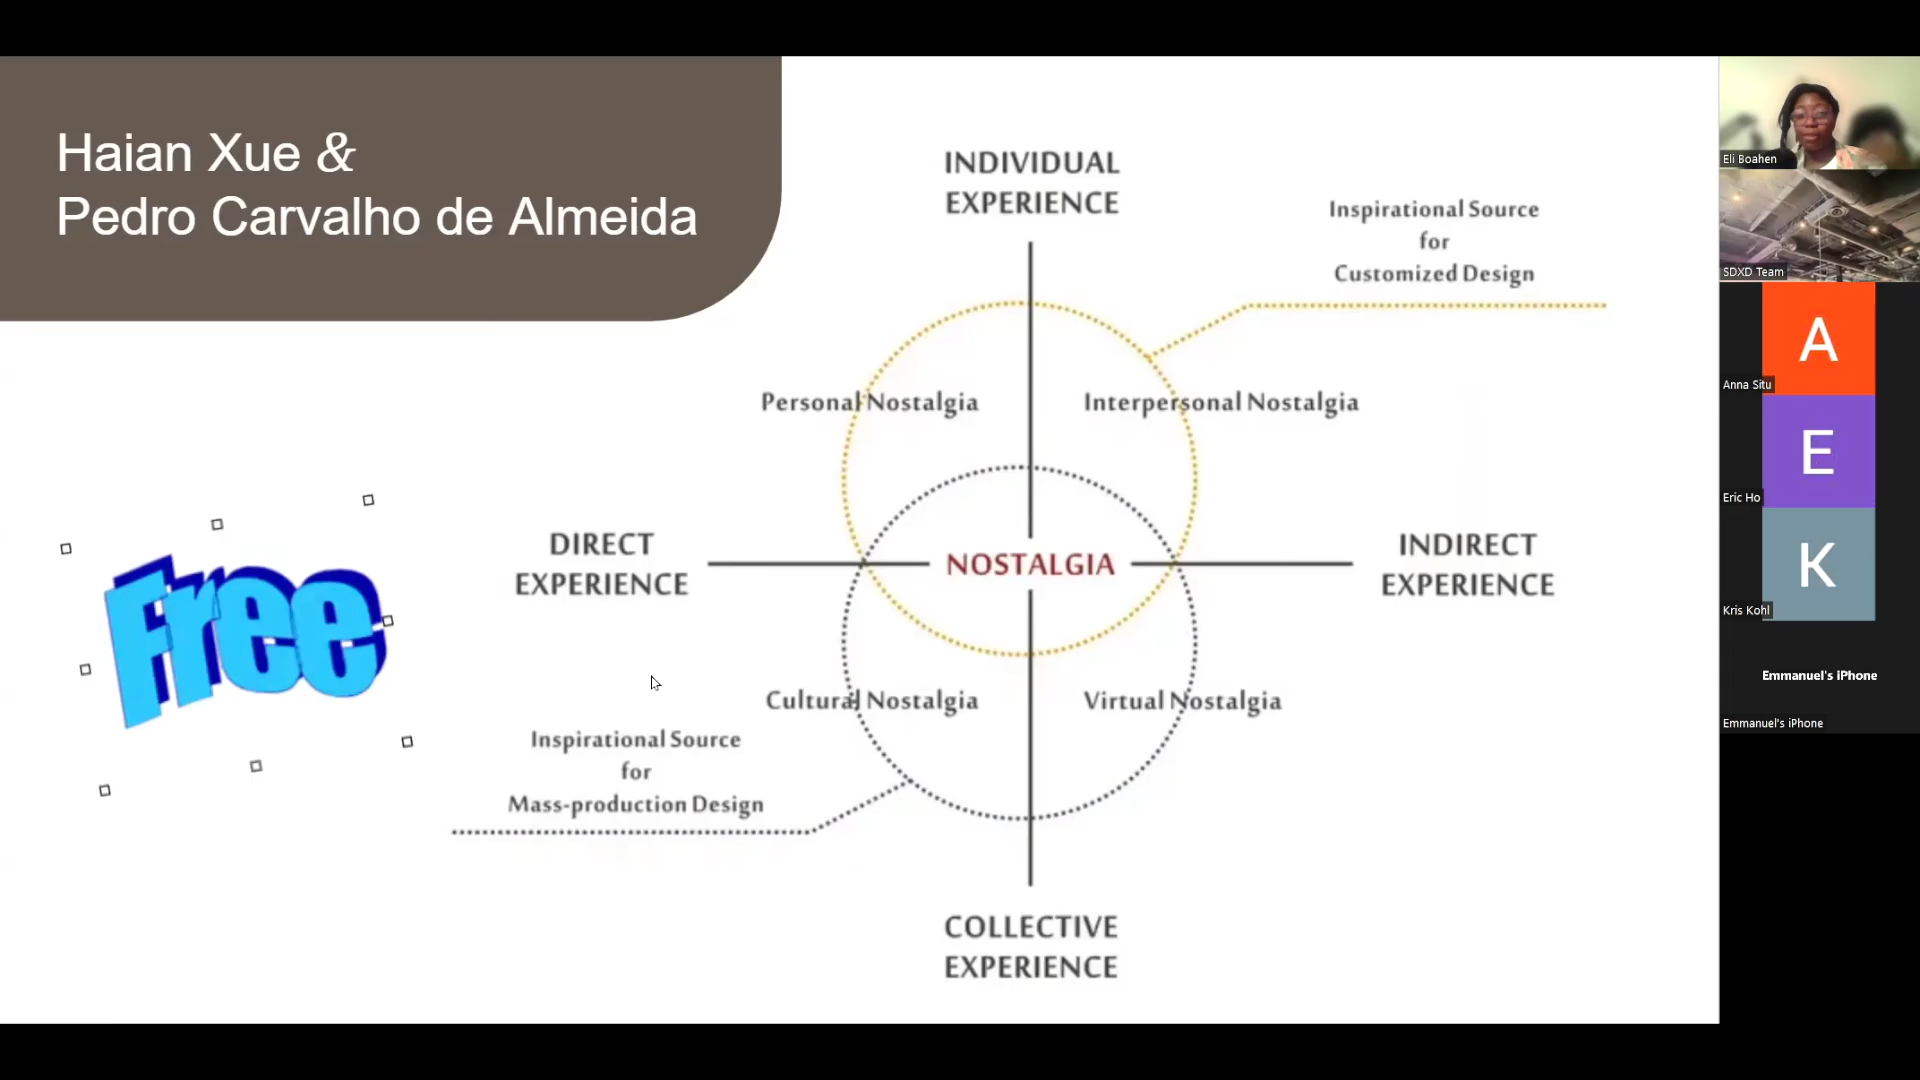 Haian Xue &
Pedro Carvalho de Almeida
INDIVIDUAL
EXPERIENCE
Inspirational Source
for
Customized Design
Personal Nostalgia
Interpersonal Nostalgia
DIRECT
EXPERIENCE
NOSTALGIA
INDIRECT
EXPERIENCE
Free
Cultural Nostalgia
Virtual Nostalgia
Inspirational Source
for
Mass-production Design
COLLECTIVE
EXPERIENCE
Eli Boahen
SDXD Team
A
Anna Situ
E
Eric Ho
K
Kris Kohl
Emmanuel's iPhone
Emmanuel's iPhone